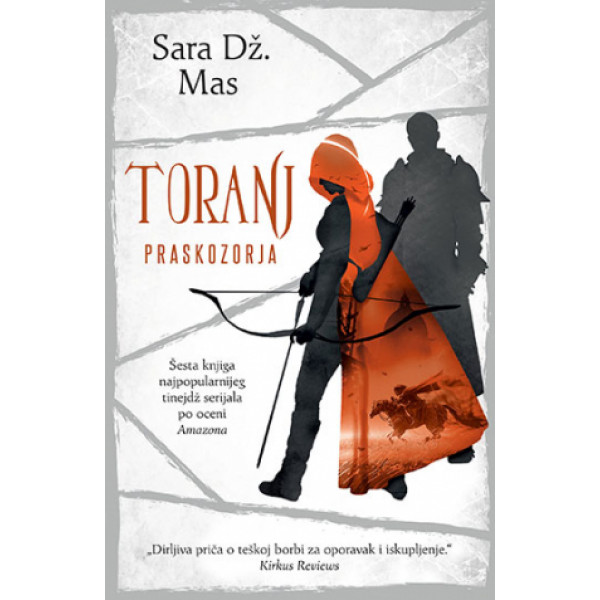 Sara Dž.
Mas
TORANJ
PRASKOZORJA
Šesta knjiga
najpopularnijeg
tinejdž serijala
po oceni
Amazona
„Dirljiva priča o teškoj borbi za oporavak i iskupljenje.“
Kirkus Reviews